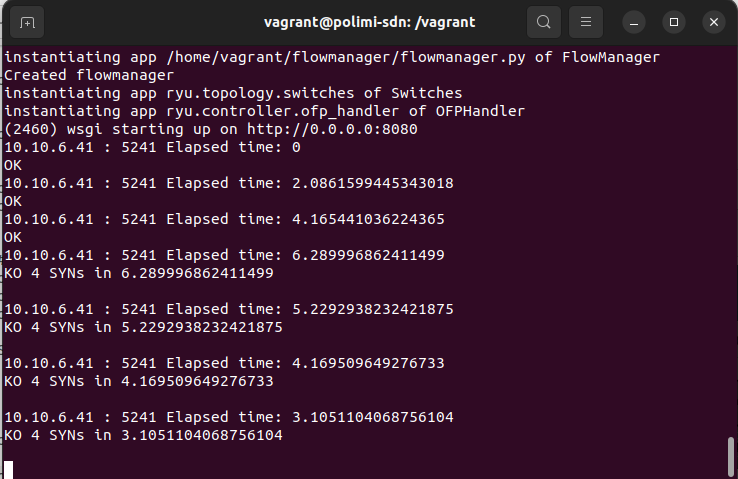 vagrant@polimi-sdn: /vagrant
instantiating app /home/vagrant/flowmanager/flowmanager.py of FlowManager
Created flowmanager
instantiating app ryu.topology.switches of Switches
instantiating app ryu.controller.ofp_handler of OFPHandler
(2460) wsgi starting up on http://0.0.0.0:8080
10.10.6.41 : 5241 Elapsed time: 0
OK
10.10.6.41 : 5241 Elapsed time: 2.0861599445343018
OK
10.10.6.41 : 5241 Elapsed time: 4.165441036224365
OK
10.10.6.41 : 5241 Elapsed time: 6.289996862411499
KO 4 SYNs in 6.289996862411499
10.10.6.41 : 5241 Elapsed time: 5.2292938232421875
KO 4 SYNs in 5.2292938232421875
10.10.6.41 : 5241 Elapsed time: 4.169509649276733
KO 4 SYNs in 4.169509649276733
10.10.6.41 : 5241 Elapsed time: 3.1051104068756104
KO 4 SYNs in 3.1051104068756104